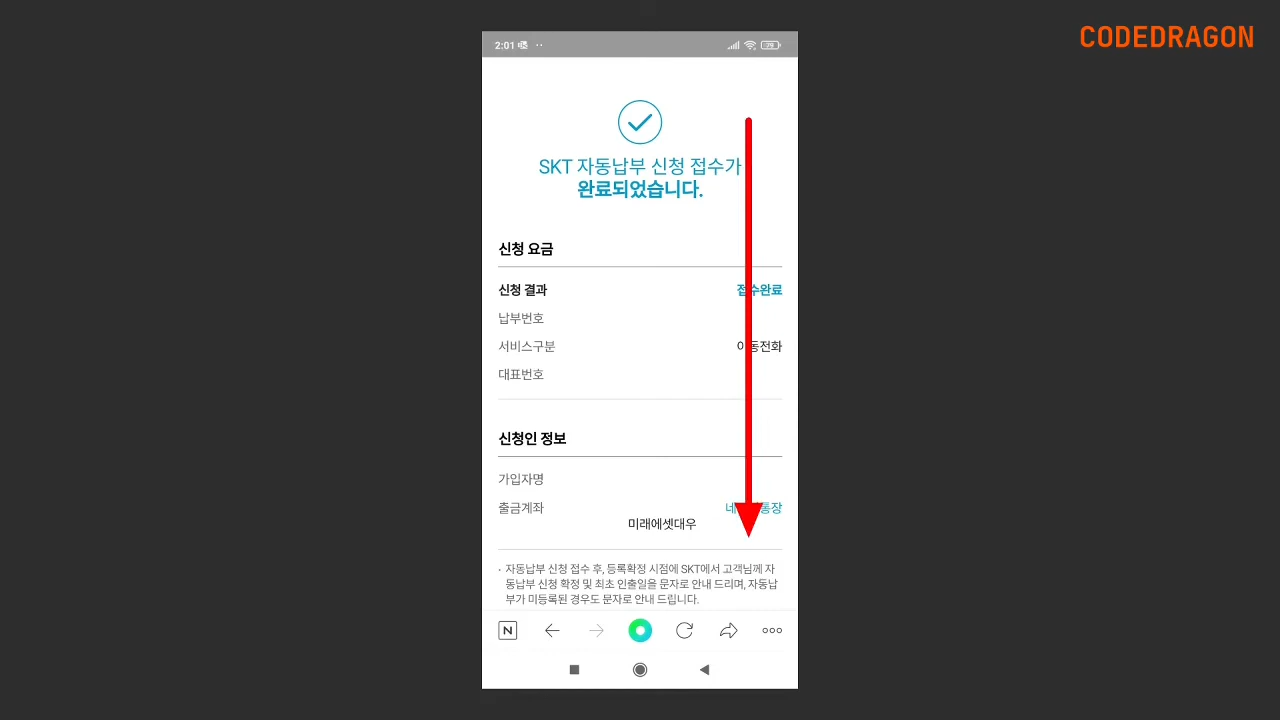 CODEDRAGON
2:01
SKT 자동납부 신청 접수가
완료되었습니다.
신청 요금
신청 결과 접수완료
납부번호
서비스구분 이동전화
대표번호
신청인 정보
가입자명
출금계좌 네 통장
미래에셋대우
· 자동납부 신청 접수 후, 등록확정 시점에 SKT에서 고객님께 자
동납부 신청 확정 및 최초 인출일을 문자로 안내 드리며, 자동납
부가 미등록된 경우도 문자로 안내 드립니다.
N